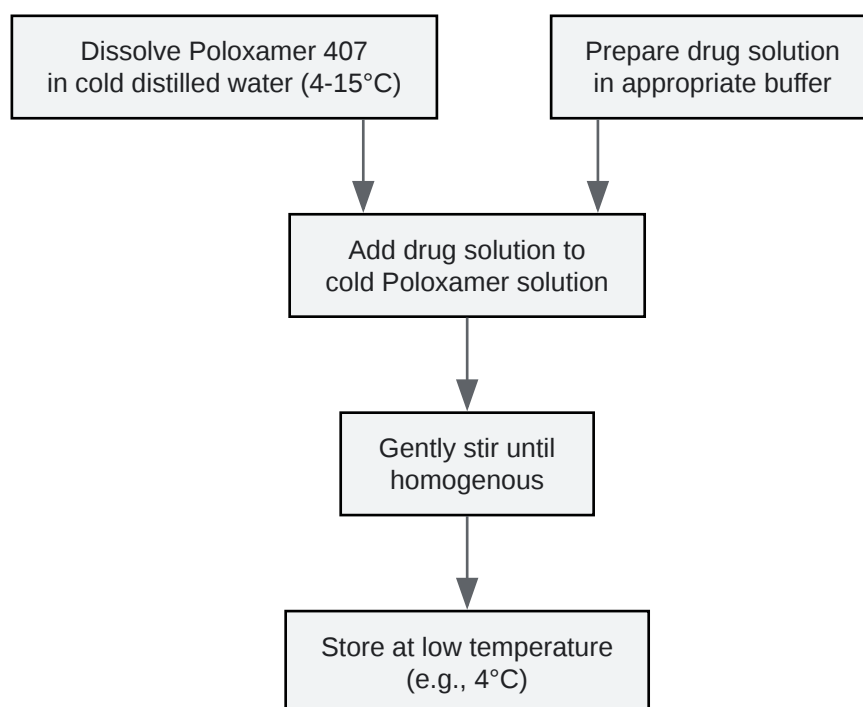 Dissolve Poloxamer 407
in cold distilled water (4-15°C)
Prepare drug solution
in appropriate buffer
Add drug solution to
cold Poloxamer solution
Gently stir until
homogenous
Store at low temperature
(e.g., 4°C)